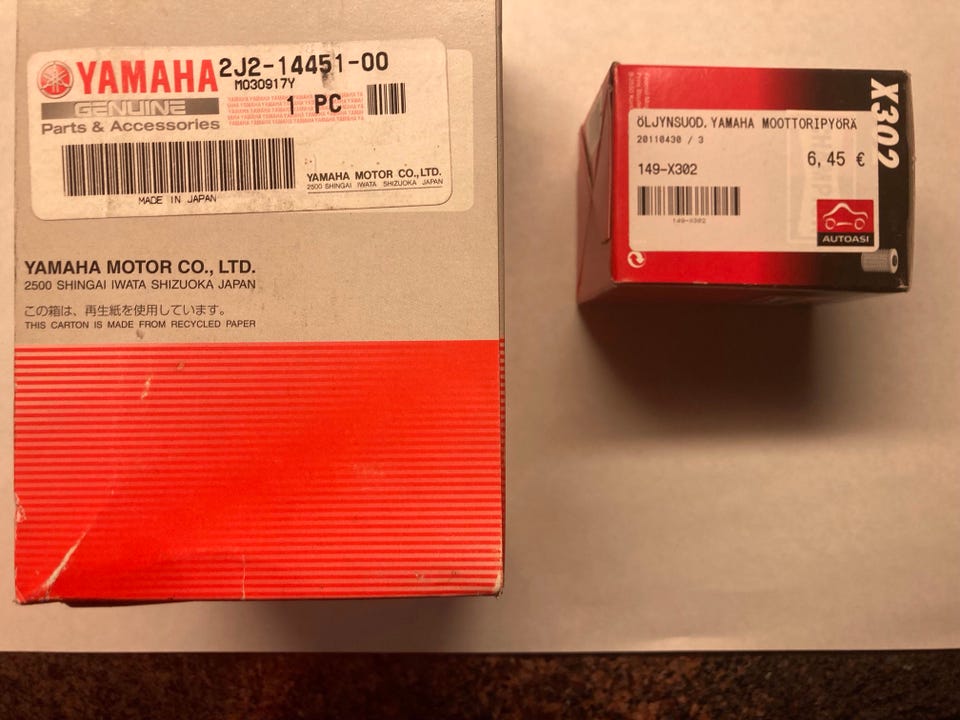 YAMAHA 2J2-14451-00
M030917Y
GENUINE
1 PC
Parts & Accessories
YAMAHA MOTOR CO.,LTD.
2500 SHINGAI IWATA SHIZUOKA JAPAN
MADE IN JAPAN
YAMAHA MOTOR CO., LTD.
2500 SHINGAI IWATA SHIZUOKA JAPAN
この箱は、再生紙を使用しています。
THIS CARTON IS MADE FROM RECYCLED PAPER
X302
ÖLJYNSUOD.YAMAHA MOOTTORIPYÖRÄ
20110430 / 3
6,45 €
149-X302
149-X302
AUTOASI